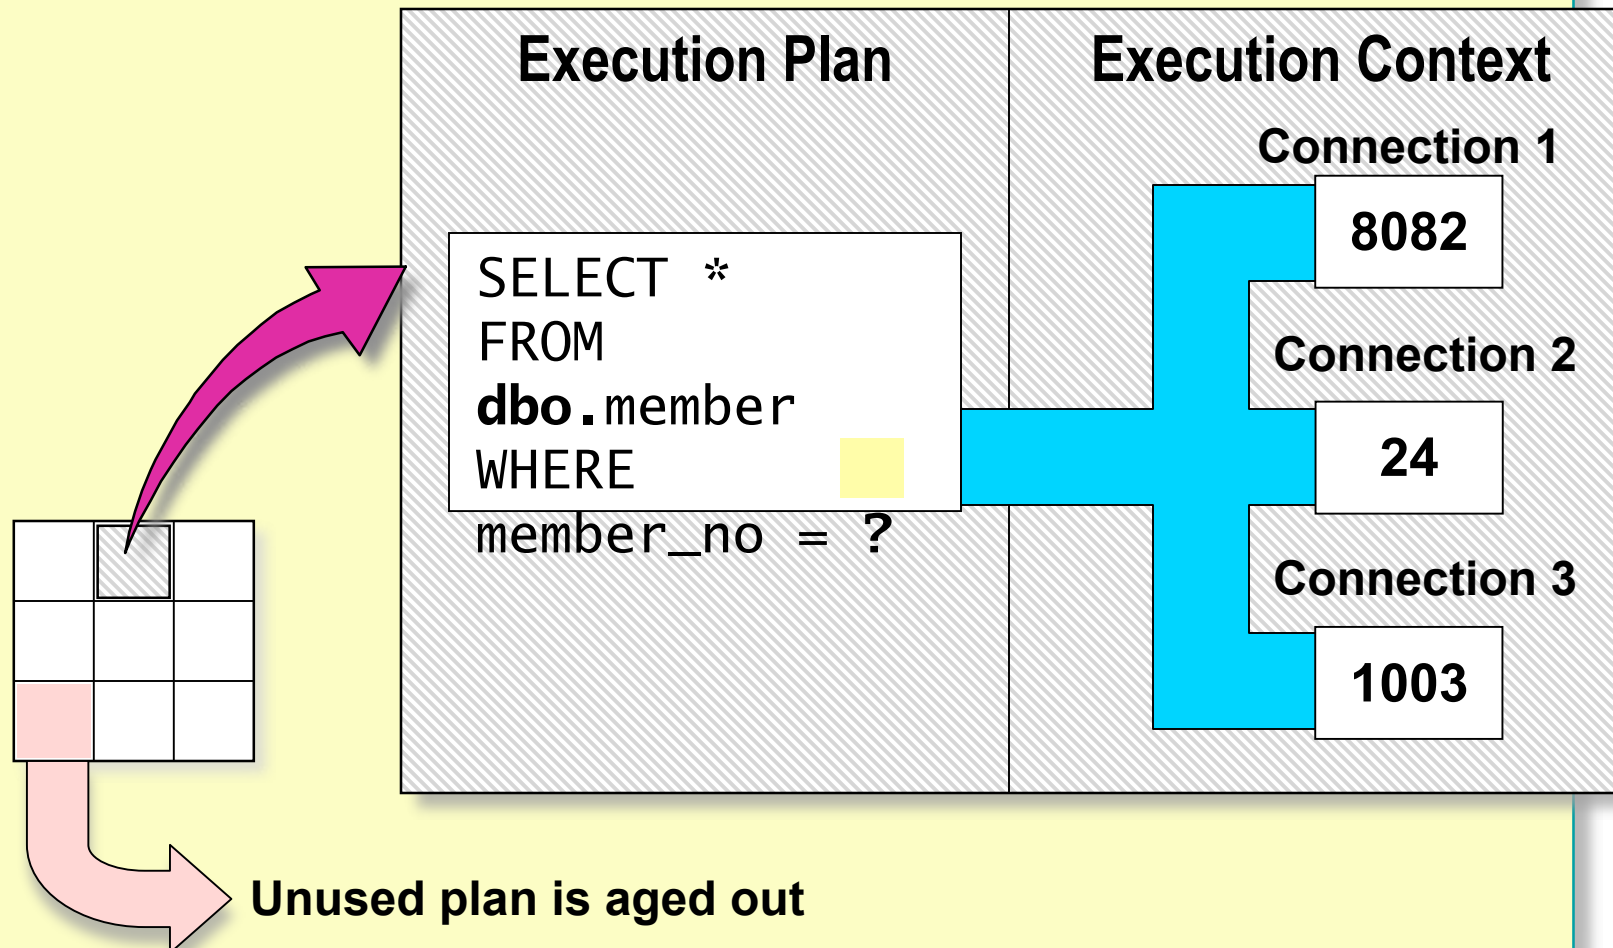 Execution Plan
Execution Context
SELECT *
FROM
dbo.member
WHERE
member_no = ?
Connection 1
8082
Connection 2
24
Connection 3
1003
Unused plan is aged out